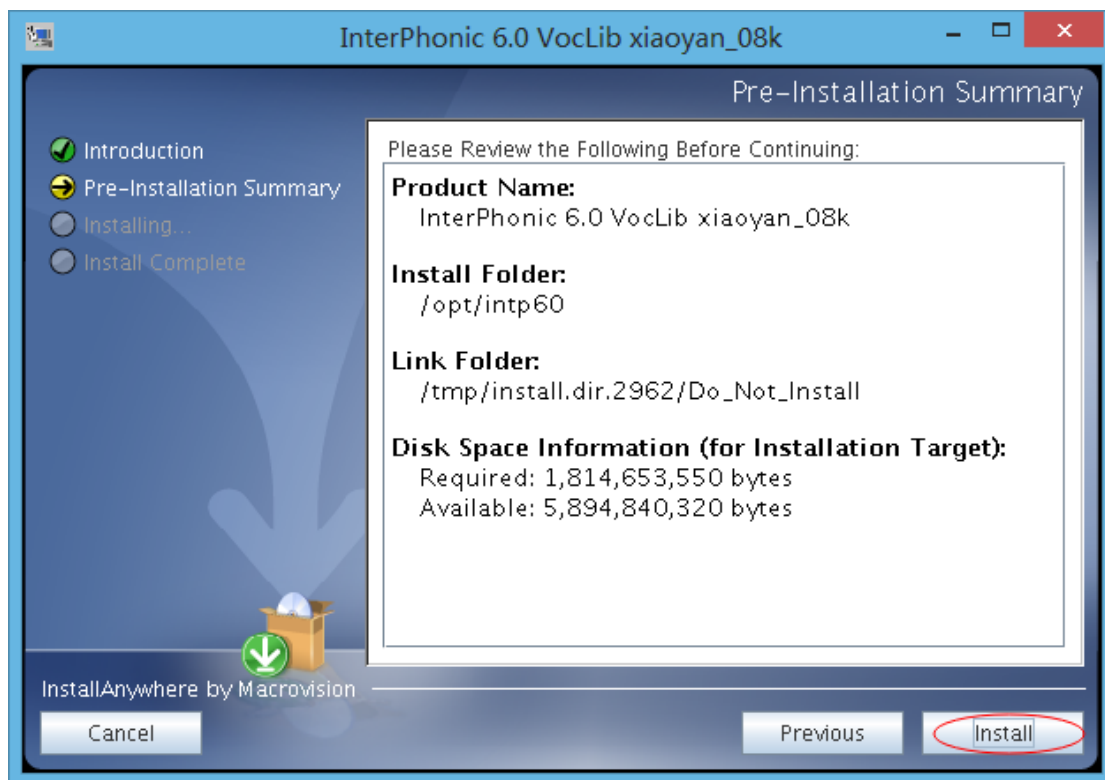 InterPhonic 6.0 VocLib xiaoyan_08k
Pre-Installation Summary
Introduction
Pre-Installation Summary
Installing...
Install Complete
Please Review the Following Before Continuing:
Product Name:
InterPhonic 6.0 VocLib xiaoyan_08k
Install Folder:
/opt/intp60
Link Folder:
/tmp/install.dir.2962/Do_Not_Install
Disk Space Information (for Installation Target):
Required: 1,814,653,550 bytes
Available: 5,894,840,320 bytes
InstallAnywhere by Macrovision
Cancel
Previous
Install